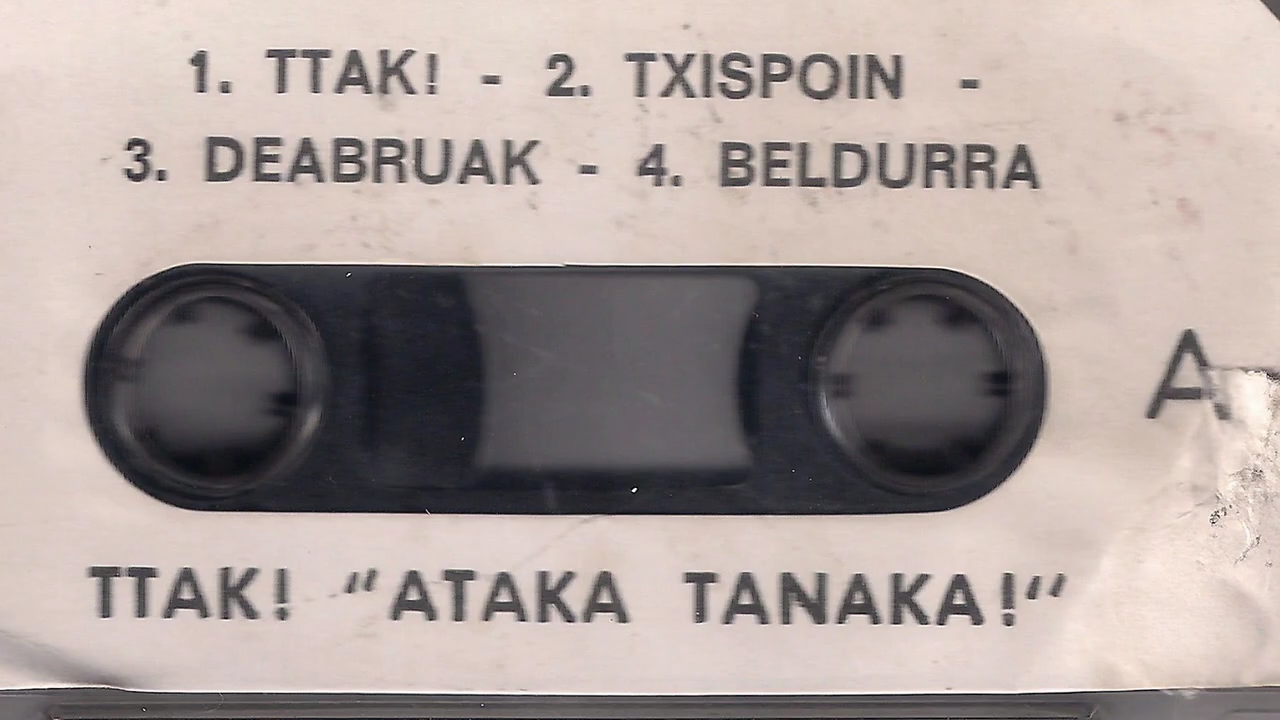 1. TTAK! - 2. TXISPOIN -
3. DEABRUAK - 4. BELDURRA
A
TTAK! “ATAKA TANAKA!“